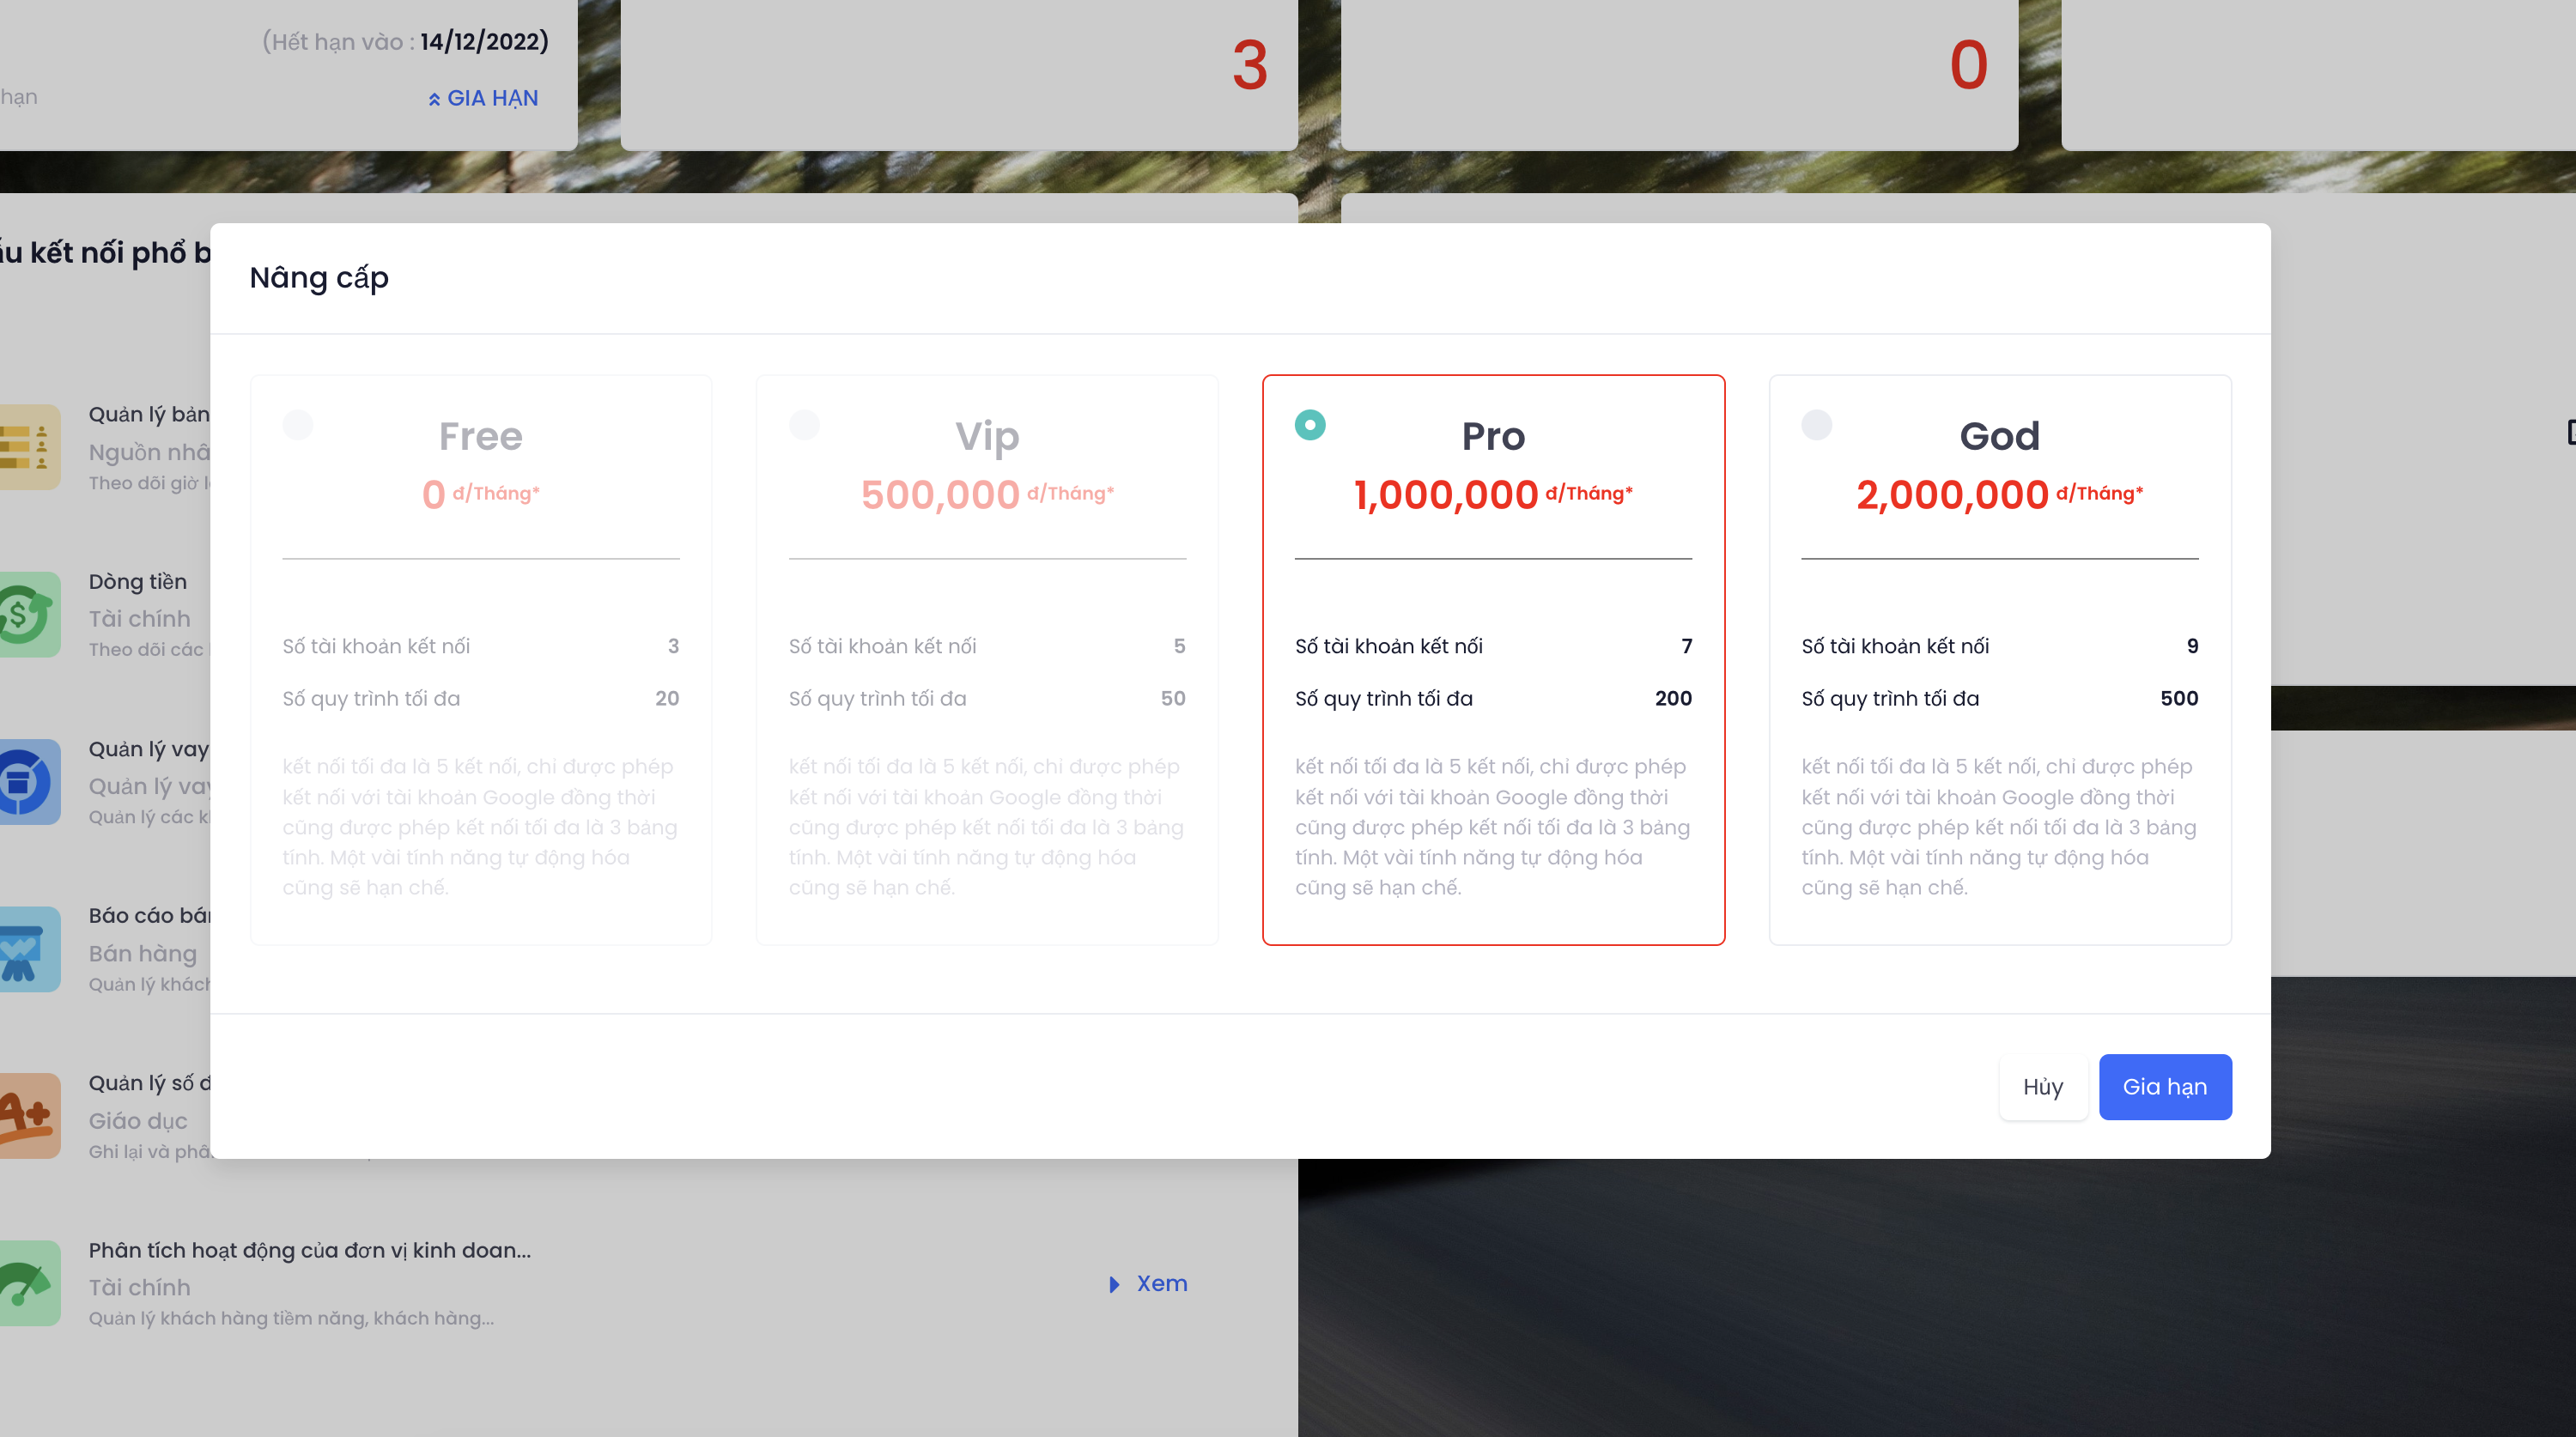 (Hết hạn vào : 14/12/2022)
hạn
GIA HẠN
3
0
kết nối phổ
Nâng cấp
Free
0 đ/Tháng*
Số tài khoản kết nối 3
Số quy trình tối đa 20
kết nối tối đa là 5 kết nối, chỉ được phép
kết nối với tài khoản Google đồng thời
cũng được phép kết nối tối đa là 3 bảng
tính. Một vài tính năng tự động hóa
cũng sẽ hạn chế.
Vip
500,000 đ/Tháng*
Số tài khoản kết nối 5
Số quy trình tối đa 50
kết nối tối đa là 5 kết nối, chỉ được phép
kết nối với tài khoản Google đồng thời
cũng được phép kết nối tối đa là 3 bảng
tính. Một vài tính năng tự động hóa
cũng sẽ hạn chế.
Pro
1,000,000 đ/Tháng*
Số tài khoản kết nối 7
Số quy trình tối đa 200
kết nối tối đa là 5 kết nối, chỉ được phép
kết nối với tài khoản Google đồng thời
cũng được phép kết nối tối đa là 3 bảng
tính. Một vài tính năng tự động hóa
cũng sẽ hạn chế.
God
2,000,000 đ/Tháng*
Số tài khoản kết nối 9
Số quy trình tối đa 500
kết nối tối đa là 5 kết nối, chỉ được phép
kết nối với tài khoản Google đồng thời
cũng được phép kết nối tối đa là 3 bảng
tính. Một vài tính năng tự động hóa
cũng sẽ hạn chế.
Hủy
Gia hạn
Quản lý bản
Nguồn nhâ
Theo dõi giờ
Dòng tiền
Tài chính
Theo dõi các
Quản lý vay
Quản lý vay
Quản lý các
Báo cáo
Bán hàng
Quản lý khách
A+
Quản lý số
Giáo dục
Ghi lại và
Phân tích hoạt động của đơn vị kinh doan...
Tài chính
Quản lý khách hàng tiềm năng, khách hàng...
Xem